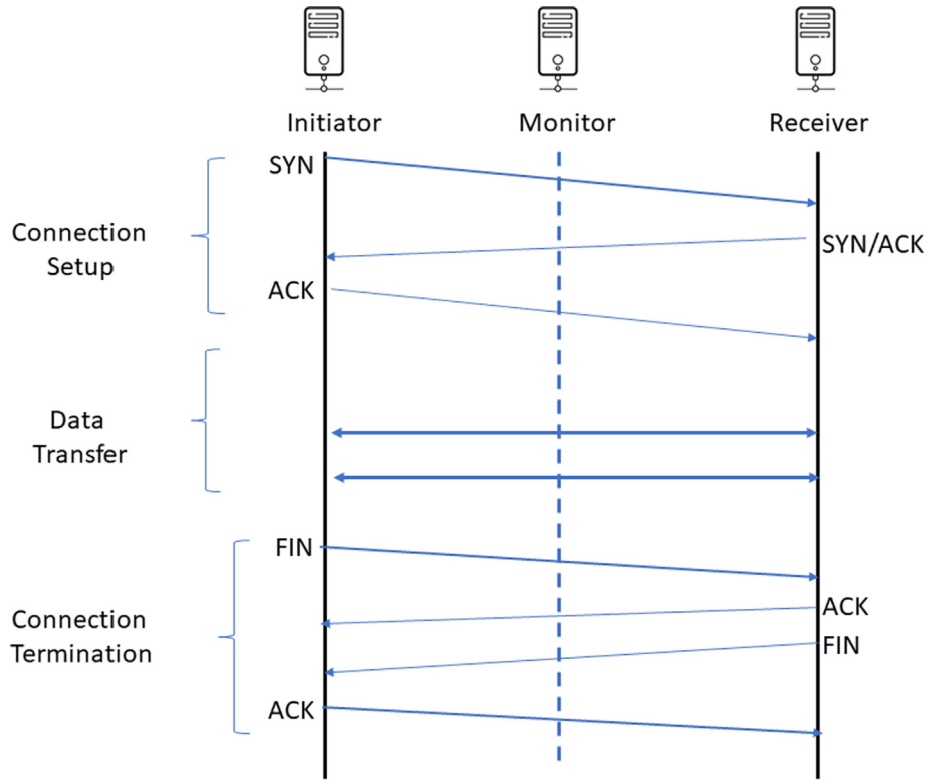 Initiator
Monitor
Receiver
SYN
Connection
Setup
SYN/ACK
ACK
Data
Transfer
FIN
ACK
Connection
Termination
FIN
ACK